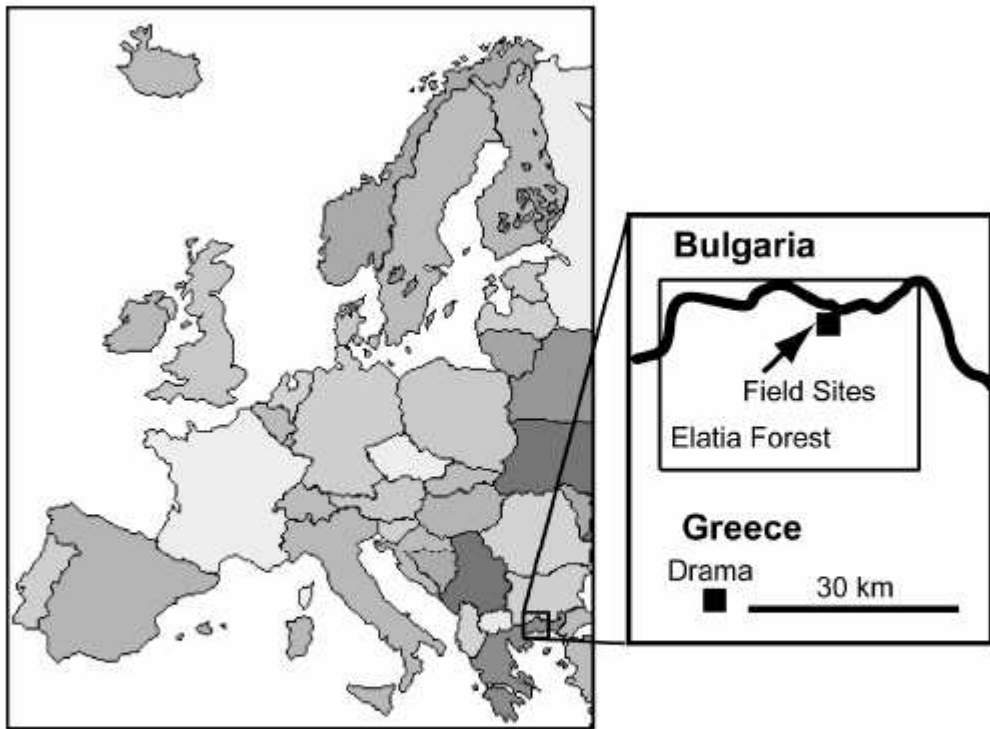 Bulgaria
Field Sites
Elatia Forest
Greece
Drama
30 km